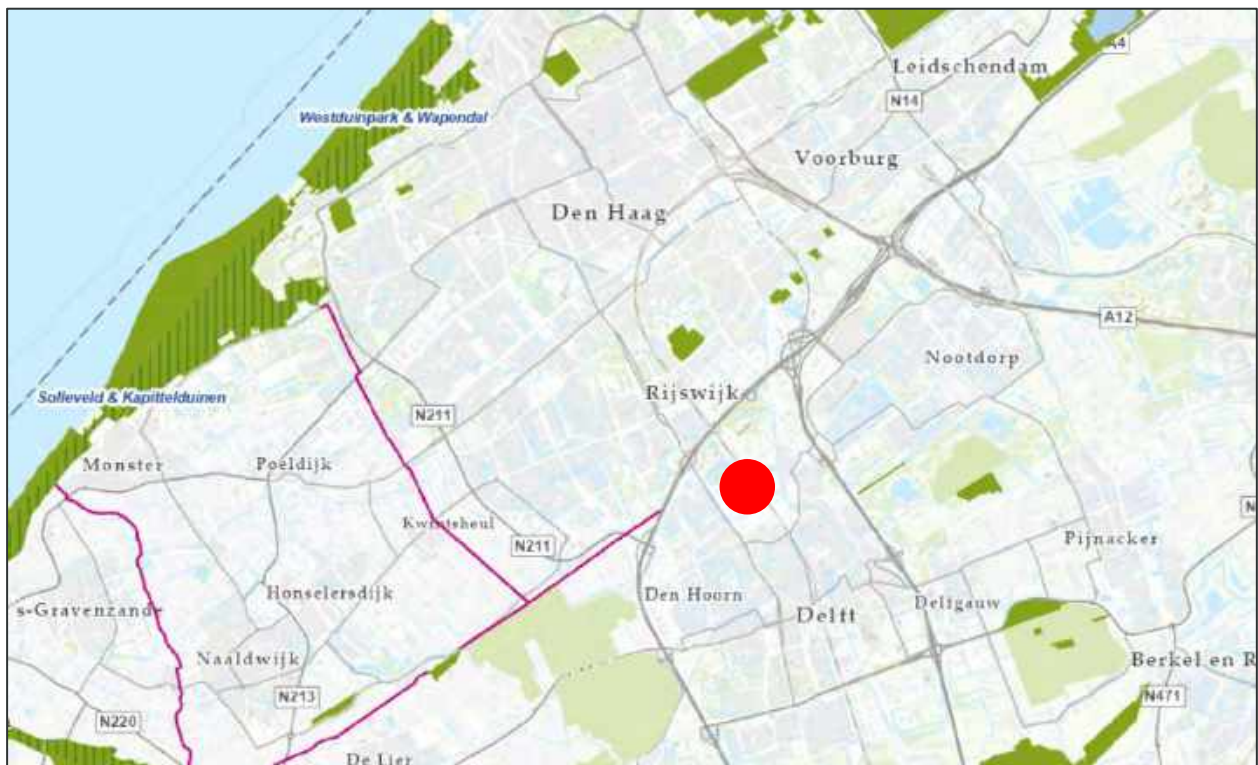 A4
Leidschendam
N14
Westduinpark & Wapendal
Voorburg
Den Haag
A12
Nootdorp
Rijswijk
Solleveld & Kapittelduinen
N211
Monster
Poeldijk
Kwintsheul
N211
Pijnacker
N
Honselersdijk
Den Hoorn
s-Gravenzande
Delft
Delfgauw
Naaldwijk
Berkel en R
N213
N471
N220
De Lier